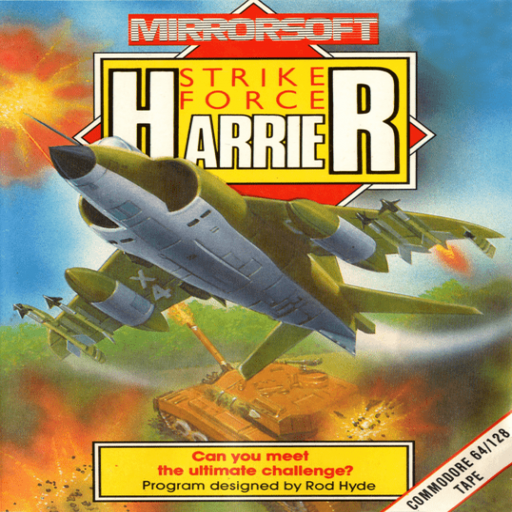 MIRRORSOFT
STRIKE
FORCE
HARRIER
X
4
Can you meet
the ultimate challenge?
Program designed by Rod Hyde
COMMODORE 64/128
TAPE